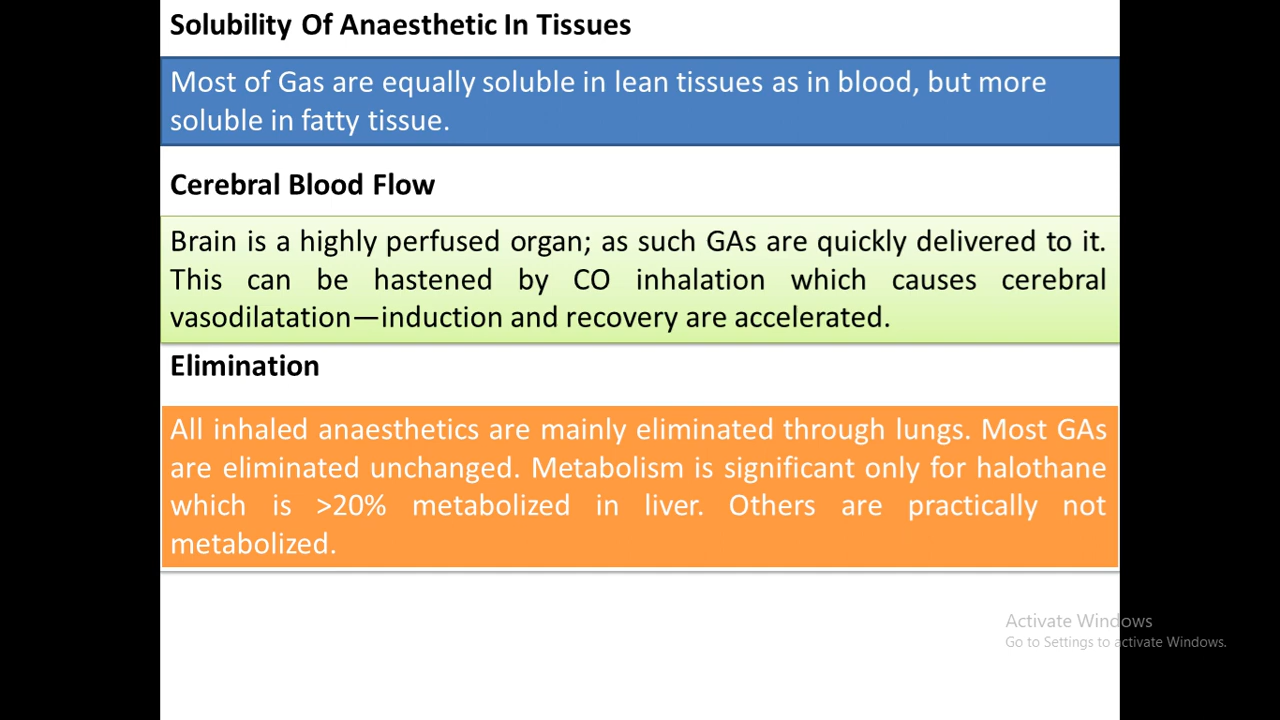 Solubility Of Anaesthetic In Tissues
Most of Gas are equally soluble in lean tissues as in blood, but more
soluble in fatty tissue.
Cerebral Blood Flow
Brain is a highly perfused organ; as such GAs are quickly delivered to it.
This can be hastened by CO inhalation which causes cerebral
vasodilatation—induction and recovery are accelerated.
Elimination
All inhaled anaesthetics are mainly eliminated through lungs. Most GAs
are eliminated unchanged. Metabolism is significant only for halothane
which is >20% metabolized in liver. Others are practically not
metabolized.
Activate Windows
Go to Settings to activate Windows.